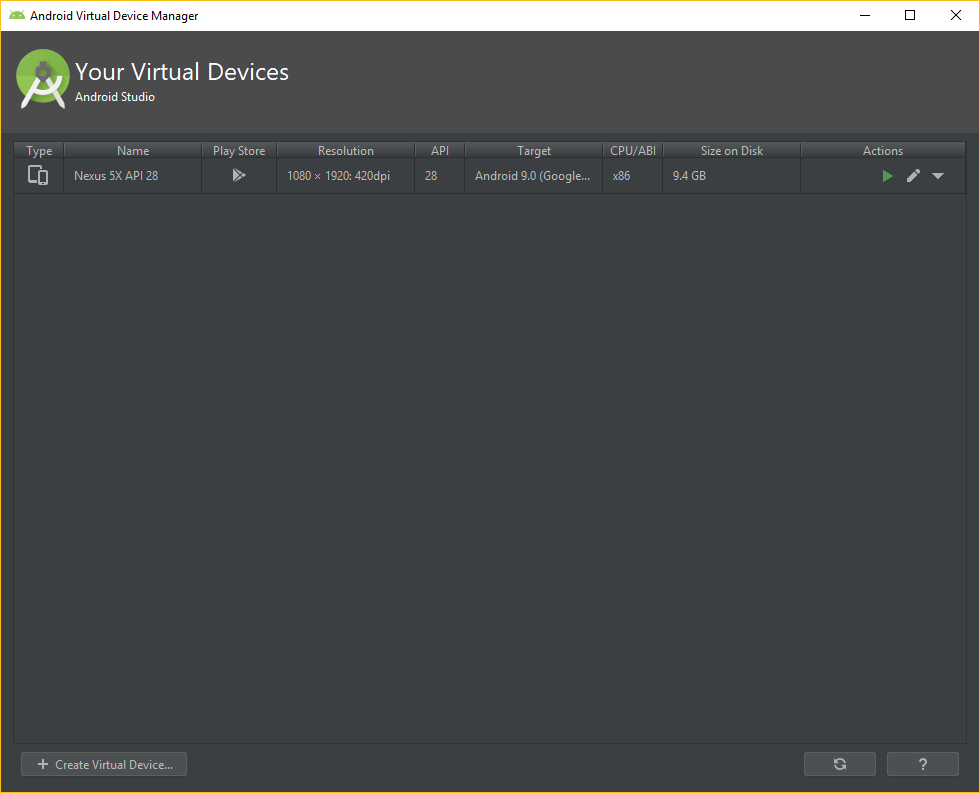 Android Virtual Device Manager
Your Virtual Devices
Android Studio
Type Name Play Store Resolution API Target CPU/ABI Size on Disk Actions
Nexus 5X API 28 1080 × 1920: 420dpi 28 Android 9.0 (Google... x86 9.4 GB
+ Create Virtual Device... ?